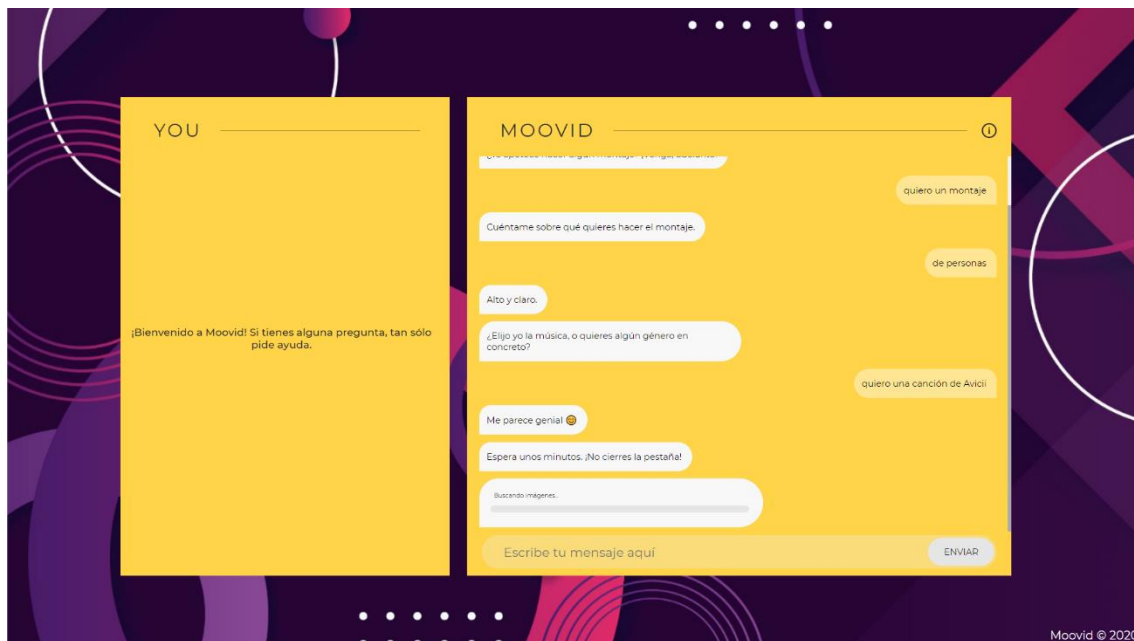 YOU
¡Bienvenido a Moovid! Si tienes alguna pregunta, tan sólo
pide ayuda.
MOOVID
quiero un montaje
Cuéntame sobre qué quieres hacer el montaje.
de personas
Alto y claro.
¿Elijo yo la música, o quieres algún género en
concreto?
quiero una canción de Avicii
Me parece genial 😊
Espera unos minutos. ¡No cierres la pestaña!
Buscando imágenes...
Escribe tu mensaje aquí
ENVIAR
Moovid © 2020